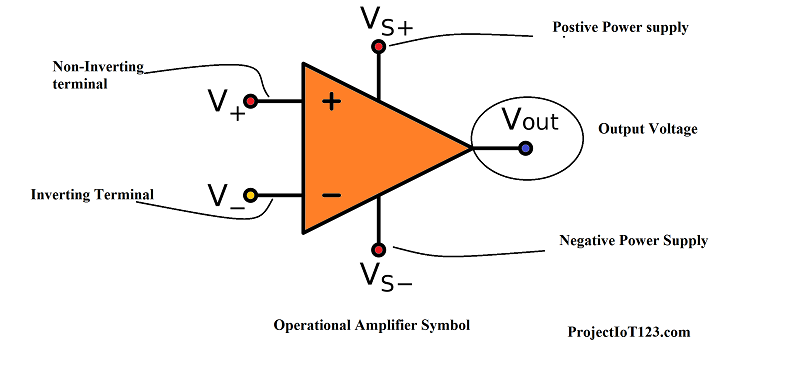 VS+
Postive Power supply
Non-Inverting
terminal
V+
+
Vout
Output Voltage
Inverting Terminal
V−
−
Negative Power Supply
VS−
Operational Amplifier Symbol
ProjectIoT123.com